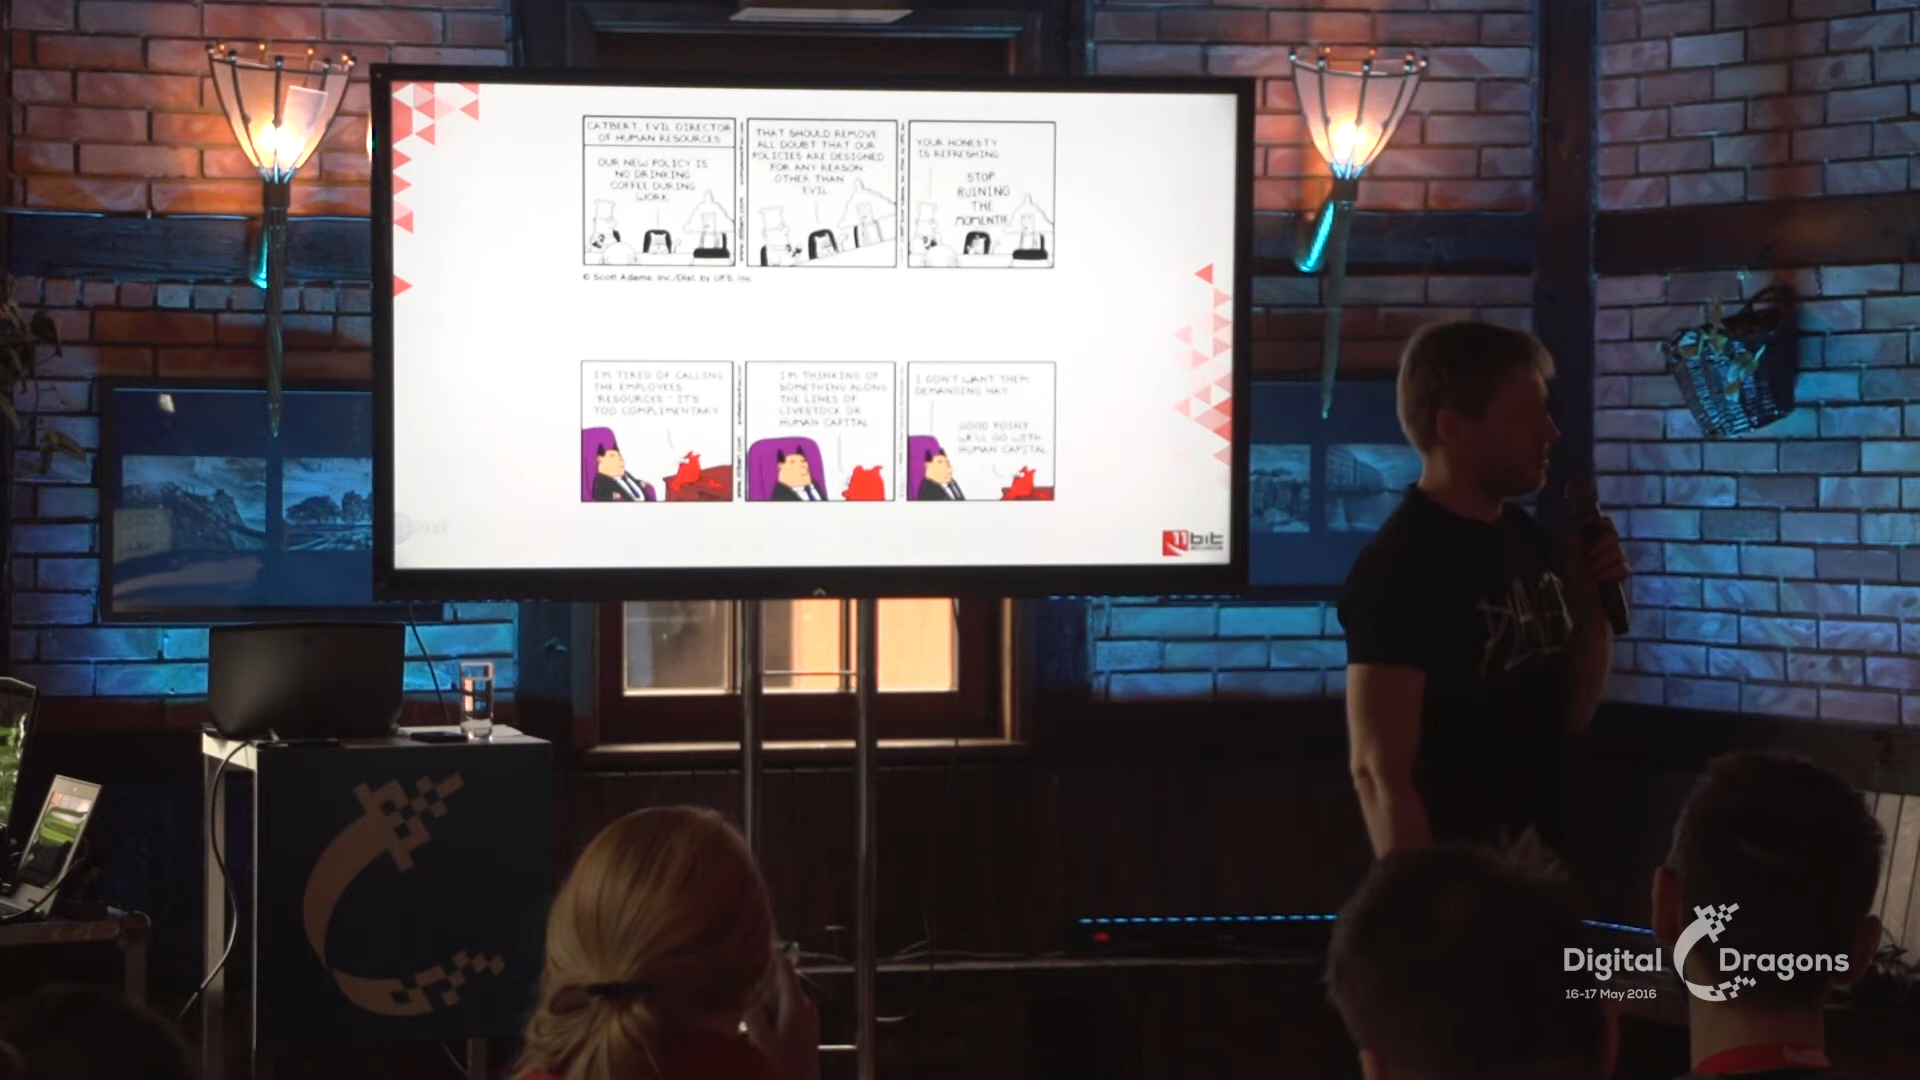 CATBERT, EVIL DIRECTOR
OF HUMAN RESOURCES
OUR NEW POLICY IS
NO DRINKING
COFFEE DURING
WORK.
THAT SHOULD REMOVE
ALL DOUBT THAT OUR
POLICIES ARE DESIGNED
FOR ANY REASON
OTHER THAN
EVIL.
YOUR HONESTY
IS REFRESHING.
STOP
RUINING
THE
MOMENT!!!
© Scott Adams, Inc./Dist. by UFS, Inc.
I'M TIRED OF CALLING
THE EMPLOYEES
"RESOURCES." IT'S
TOO COMPLIMENTARY.
I'M THINKING OF
SOMETHING ALONG
THE LINES OF
LIVESTOCK OR
HUMAN CAPITAL.
I DON'T WANT THEM
DEMANDING HAY.
GOOD POINT.
WE'LL GO WITH
HUMAN CAPITAL.
11 bit
Digital Dragons
16-17 May 2016